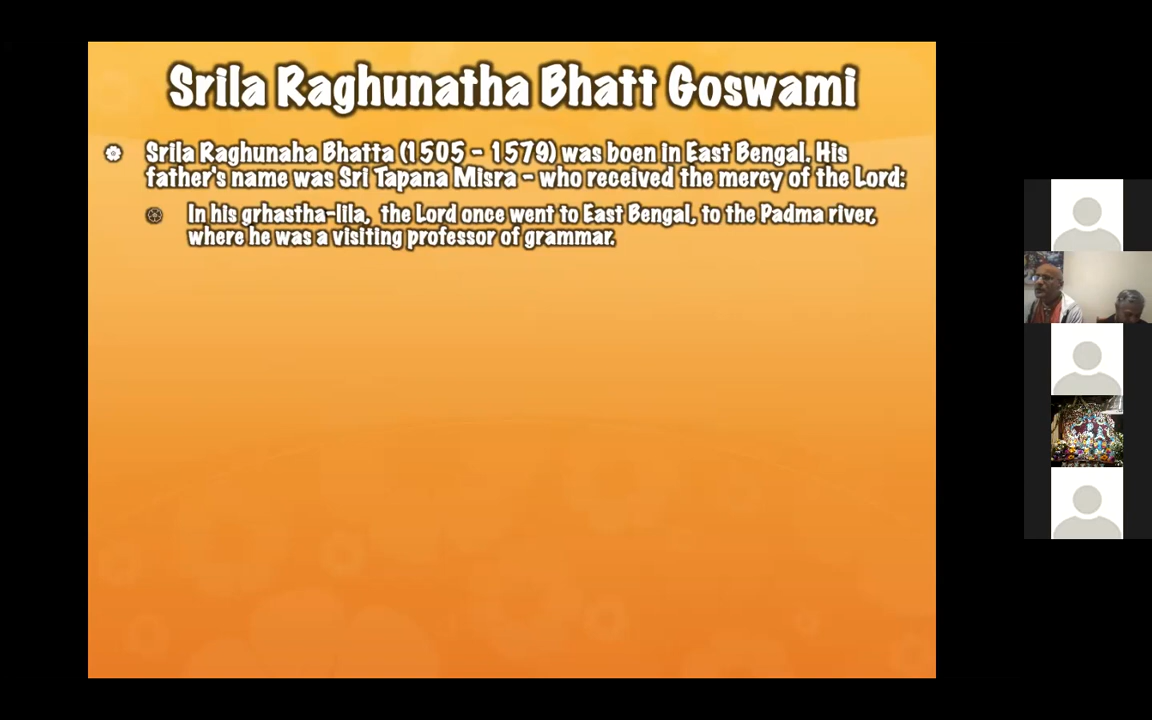 Srila Raghunatha Bhatt Goswami
Srila Raghunaha Bhatta (1505 - 1579) was boen in East Bengal. His
father's name was Sri Tapana Misra - who received the mercy of the Lord:
In his grhastha-lila, the Lord once went to East Bengal, to the Padma river,
where he was a visiting professor of grammar.